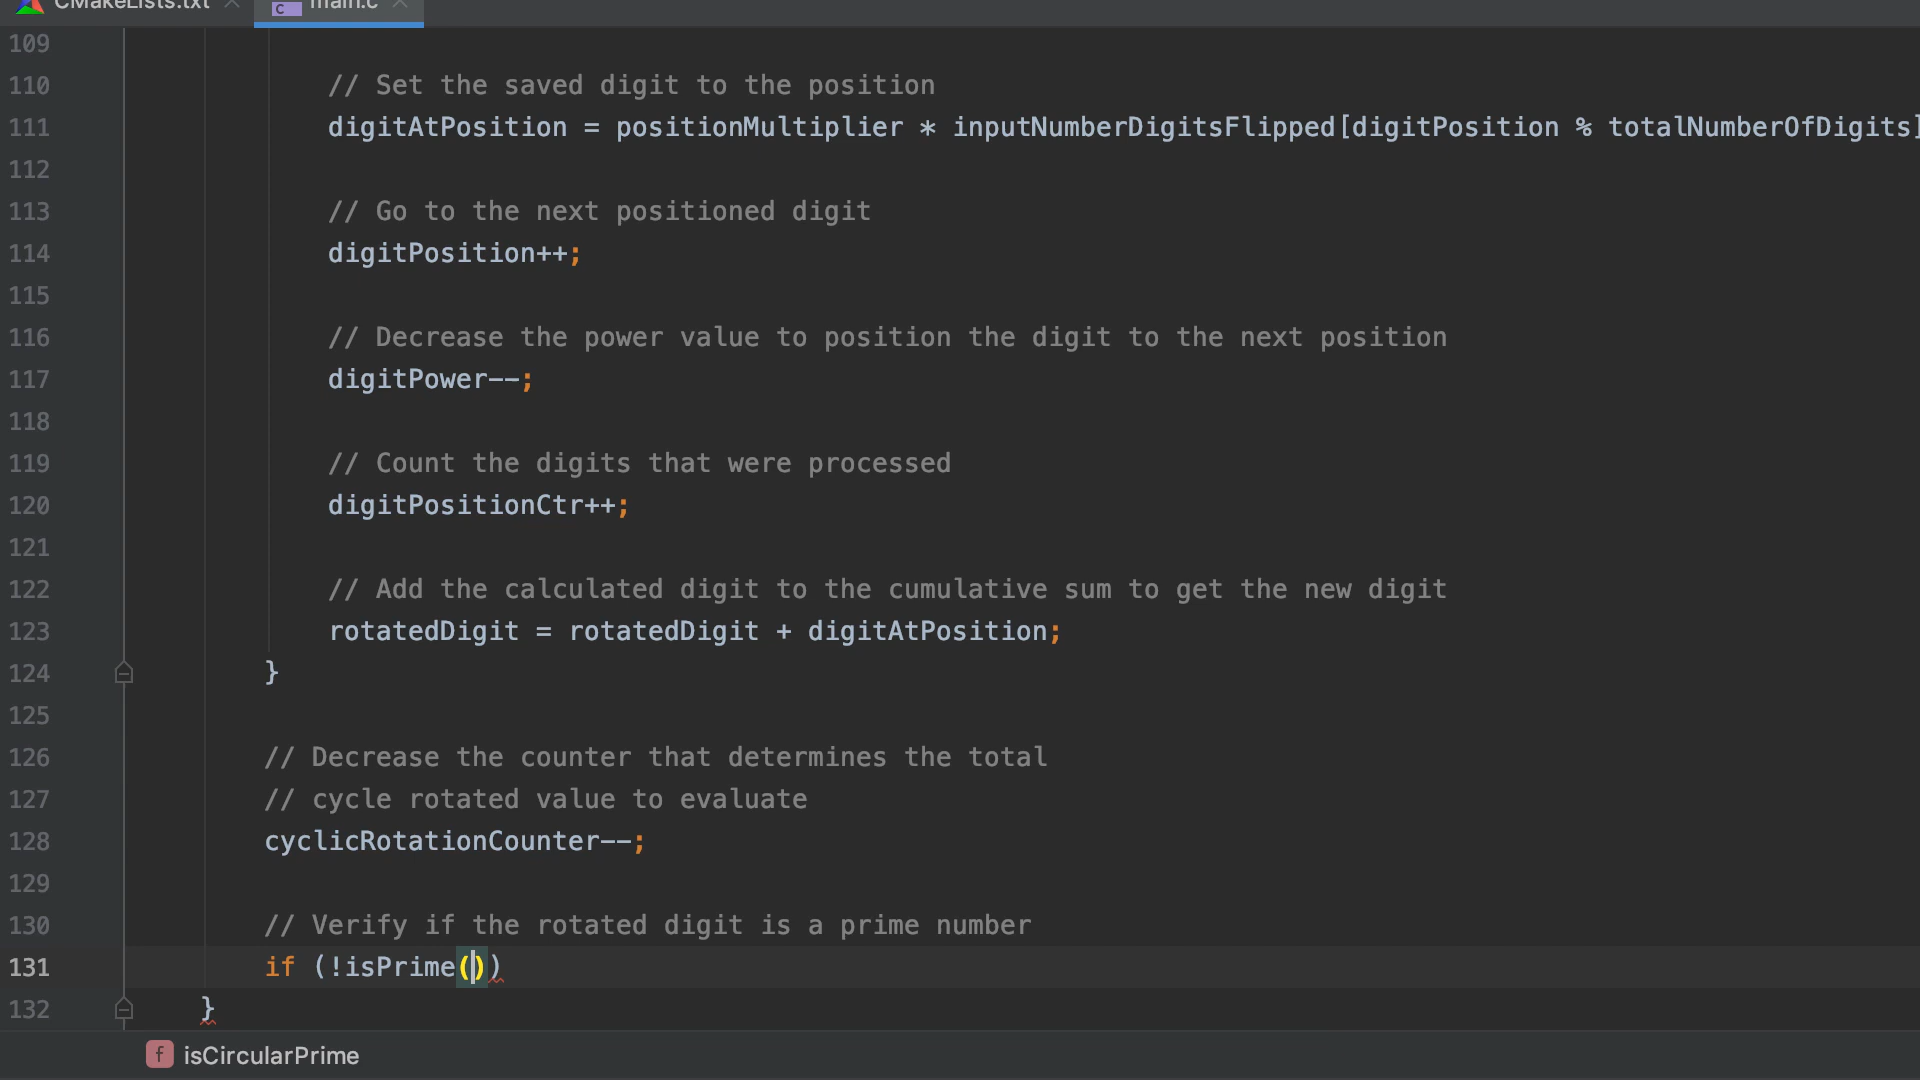 CMakeLists.txt
main.c
109
110 // Set the saved digit to the position
111 digitAtPosition = positionMultiplier * inputNumberDigitsFlipped[digitPosition % totalNumberOfDigits]
112
113 // Go to the next positioned digit
114 digitPosition++;
115
116 // Decrease the power value to position the digit to the next position
117 digitPower--;
118
119 // Count the digits that were processed
120 digitPositionCtr++;
121
122 // Add the calculated digit to the cumulative sum to get the new digit
123 rotatedDigit = rotatedDigit + digitAtPosition;
124 }
125
126 // Decrease the counter that determines the total
127 // cycle rotated value to evaluate
128 cyclicRotationCounter--;
129
130 // Verify if the rotated digit is a prime number
131 if (!isPrime())
132 }
f isCircularPrime